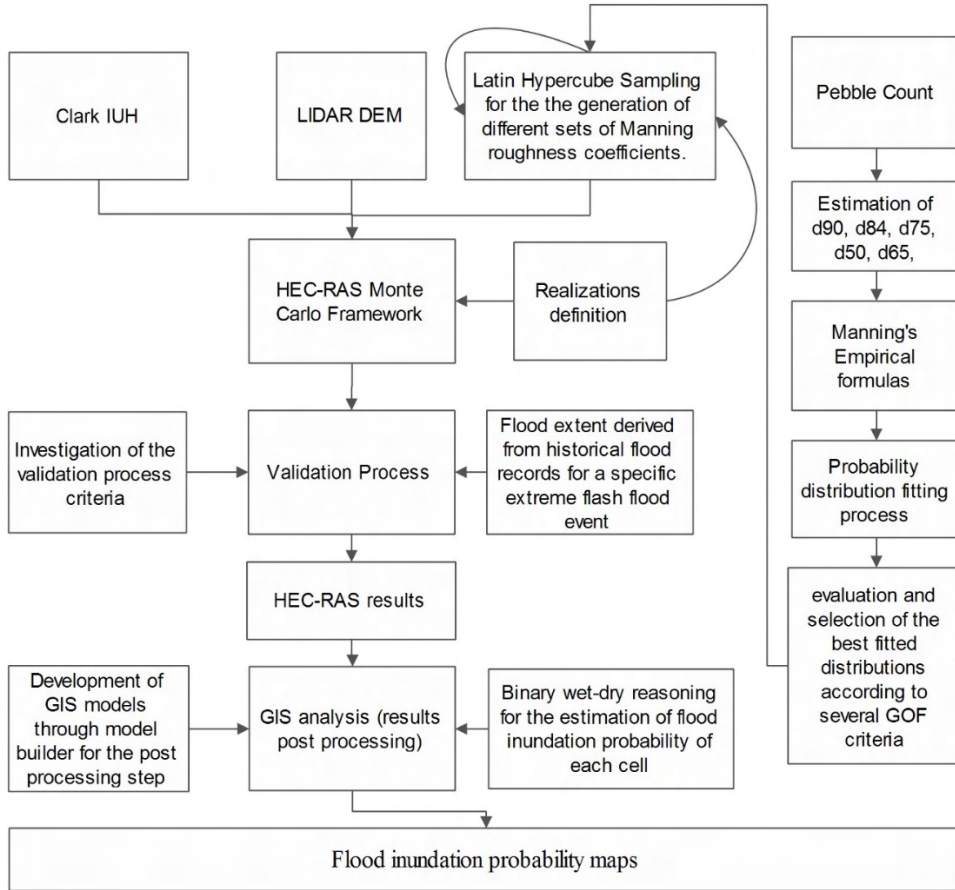 Clark IUH
LIDAR DEM
Latin Hypercube Sampling
for the the generation of
different sets of Manning
roughness coefficients.
Pebble Count
Estimation of
d90, d84, d75,
d50, d65,
HEC-RAS Monte
Carlo Framework
Realizations
definition
Manning's
Empirical
formulas
Investigation of the
validation process
criteria
Validation Process
Flood extent derived
from historical flood
records for a specific
extreme flash flood
event
Probability
distribution fitting
process
HEC-RAS results
evaluation and
selection of the
best fitted
distributions
according to
several GOF
criteria
Development of
GIS models
through model
builder for the post
processing step
GIS analysis (results
post processing)
Binary wet-dry reasoning
for the estimation of flood
inundation probability of
each cell
Flood inundation probability maps